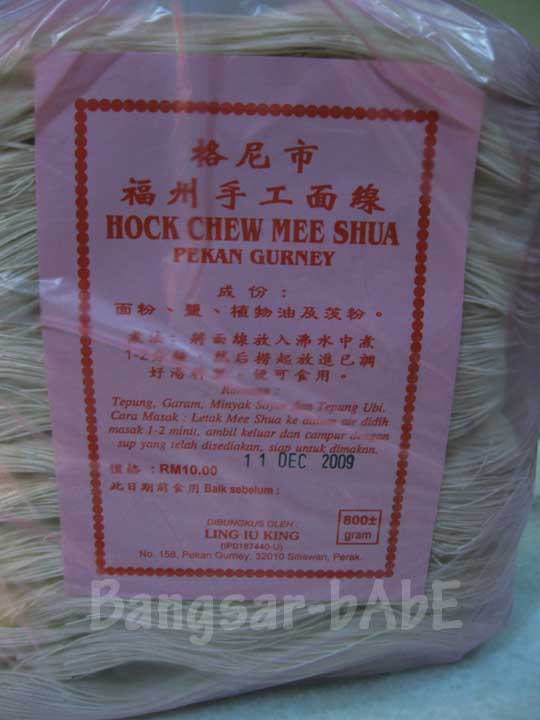 格尼市
福州手工面線
HOCK CHEW MEE SHUA
PEKAN GURNEY
成份：
面粉、鹽、植物油及茨粉。
煮法：將面線放入沸水中煮
1-2分鐘，然后撈起放進已調
好湯料裏，便可食用。
Ramuan :
Tepung, Garam, Minyak Sayur dan Tepung Ubi.
Cara Masak : Letak Mee Shua ke dalam air didih
masak 1-2 minit, ambil keluar dan campur dengan
sup yang telah disediakan, siap untuk dimakan.
價格 : RM10.00
11 DEC 2009
此日期前食用 Baik sebelum :
DIBUNGKUS OLEH :
LING IU KING
(IP0187440-U)
No. 158, Pekan Gurney, 32010 Sitiawan, Perak.
800±
gram
Bangsar-bAbE